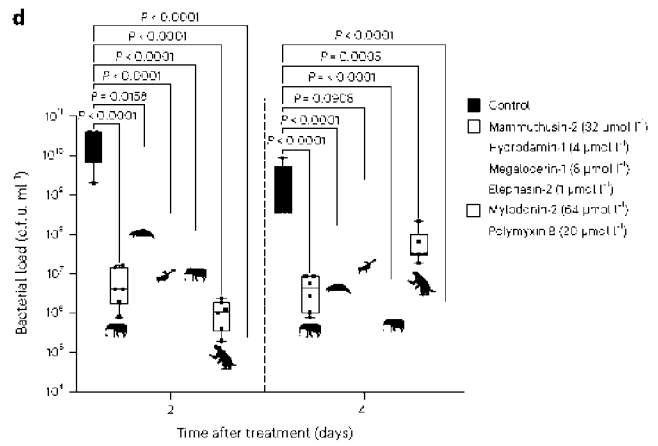 d
P < 0.0001
P < 0.0001
P < 0.0001
P < 0.0001
P = 0.0158
P < 0.0001
P < 0.0001
P = 0.0005
P < 0.0001
P = 0.0908
P < 0.0001
P < 0.0001
10¹¹
10¹⁰
10⁹
10⁸
10⁷
10⁶
10⁵
10⁴
Bacterial load (c.f.u. ml⁻¹)
2
4
Time after treatment (days)
Control
Mammuthusin-2 (32 µmol l⁻¹)
Hydrodamin-1 (4 µmol l⁻¹)
Megalocerin-1 (8 µmol l⁻¹)
Elephasin-2 (1 µmol l⁻¹)
Mylodonin-2 (64 µmol l⁻¹)
Polymyxin B (20 µmol l⁻¹)